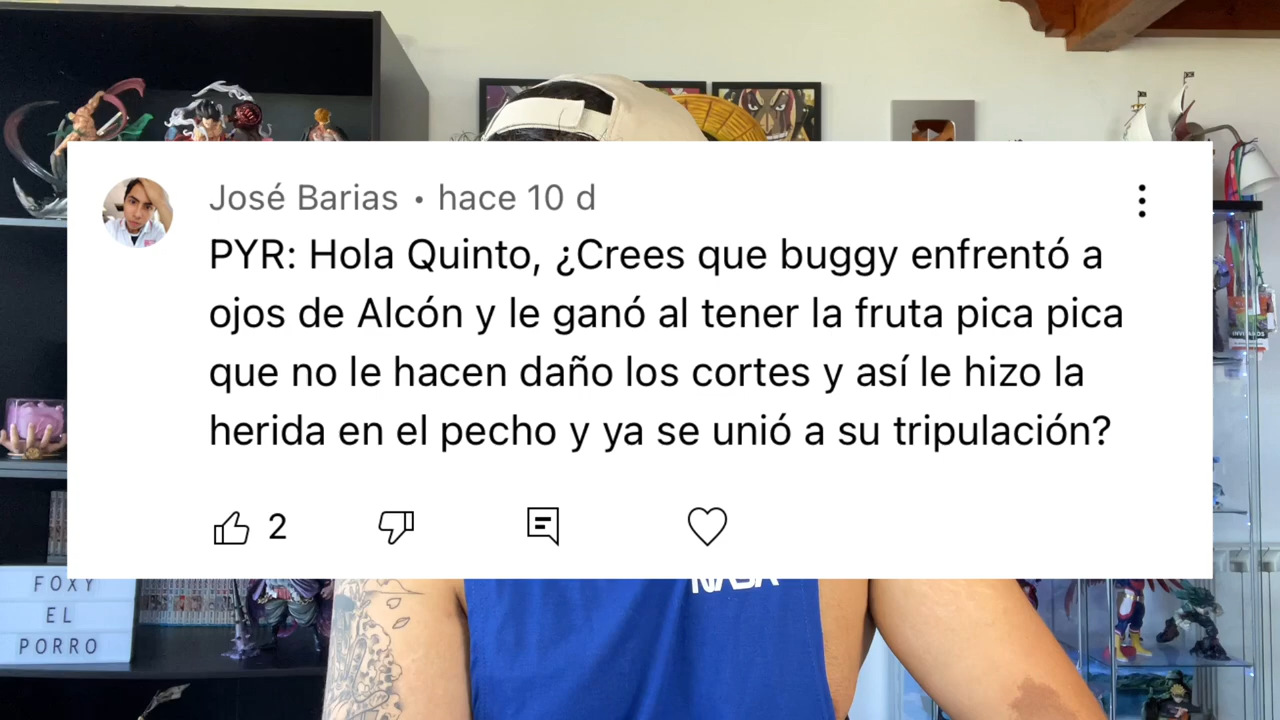 José Barias • hace 10 d
PYR: Hola Quinto, ¿Crees que buggy enfrentó a
ojos de Alcón y le ganó al tener la fruta pica pica
que no le hacen daño los cortes y así le hizo la
herida en el pecho y ya se unió a su tripulación?
2
NASA
FOXY
EL
PORRO